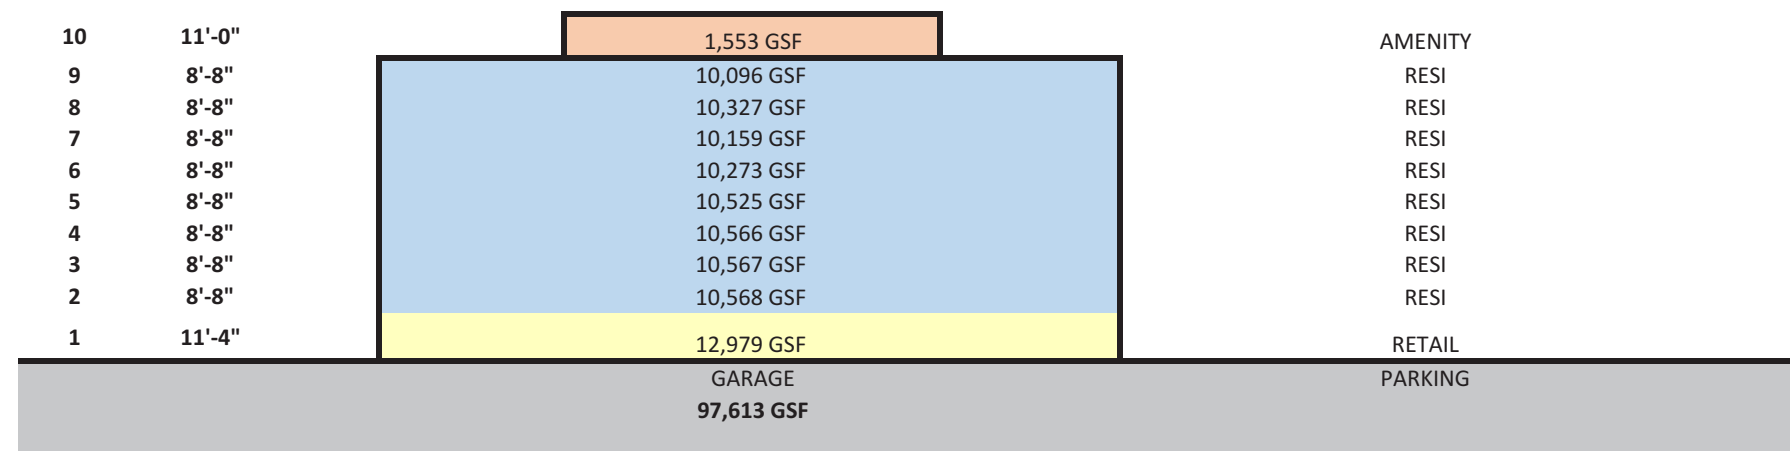 10 11'-0" 1,553 GSF AMENITY
9 8'-8" 10,096 GSF RESI
8 8'-8" 10,327 GSF RESI
7 8'-8" 10,159 GSF RESI
6 8'-8" 10,273 GSF RESI
5 8'-8" 10,525 GSF RESI
4 8'-8" 10,566 GSF RESI
3 8'-8" 10,567 GSF RESI
2 8'-8" 10,568 GSF RESI
1 11'-4" 12,979 GSF RETAIL
GARAGE PARKING
97,613 GSF